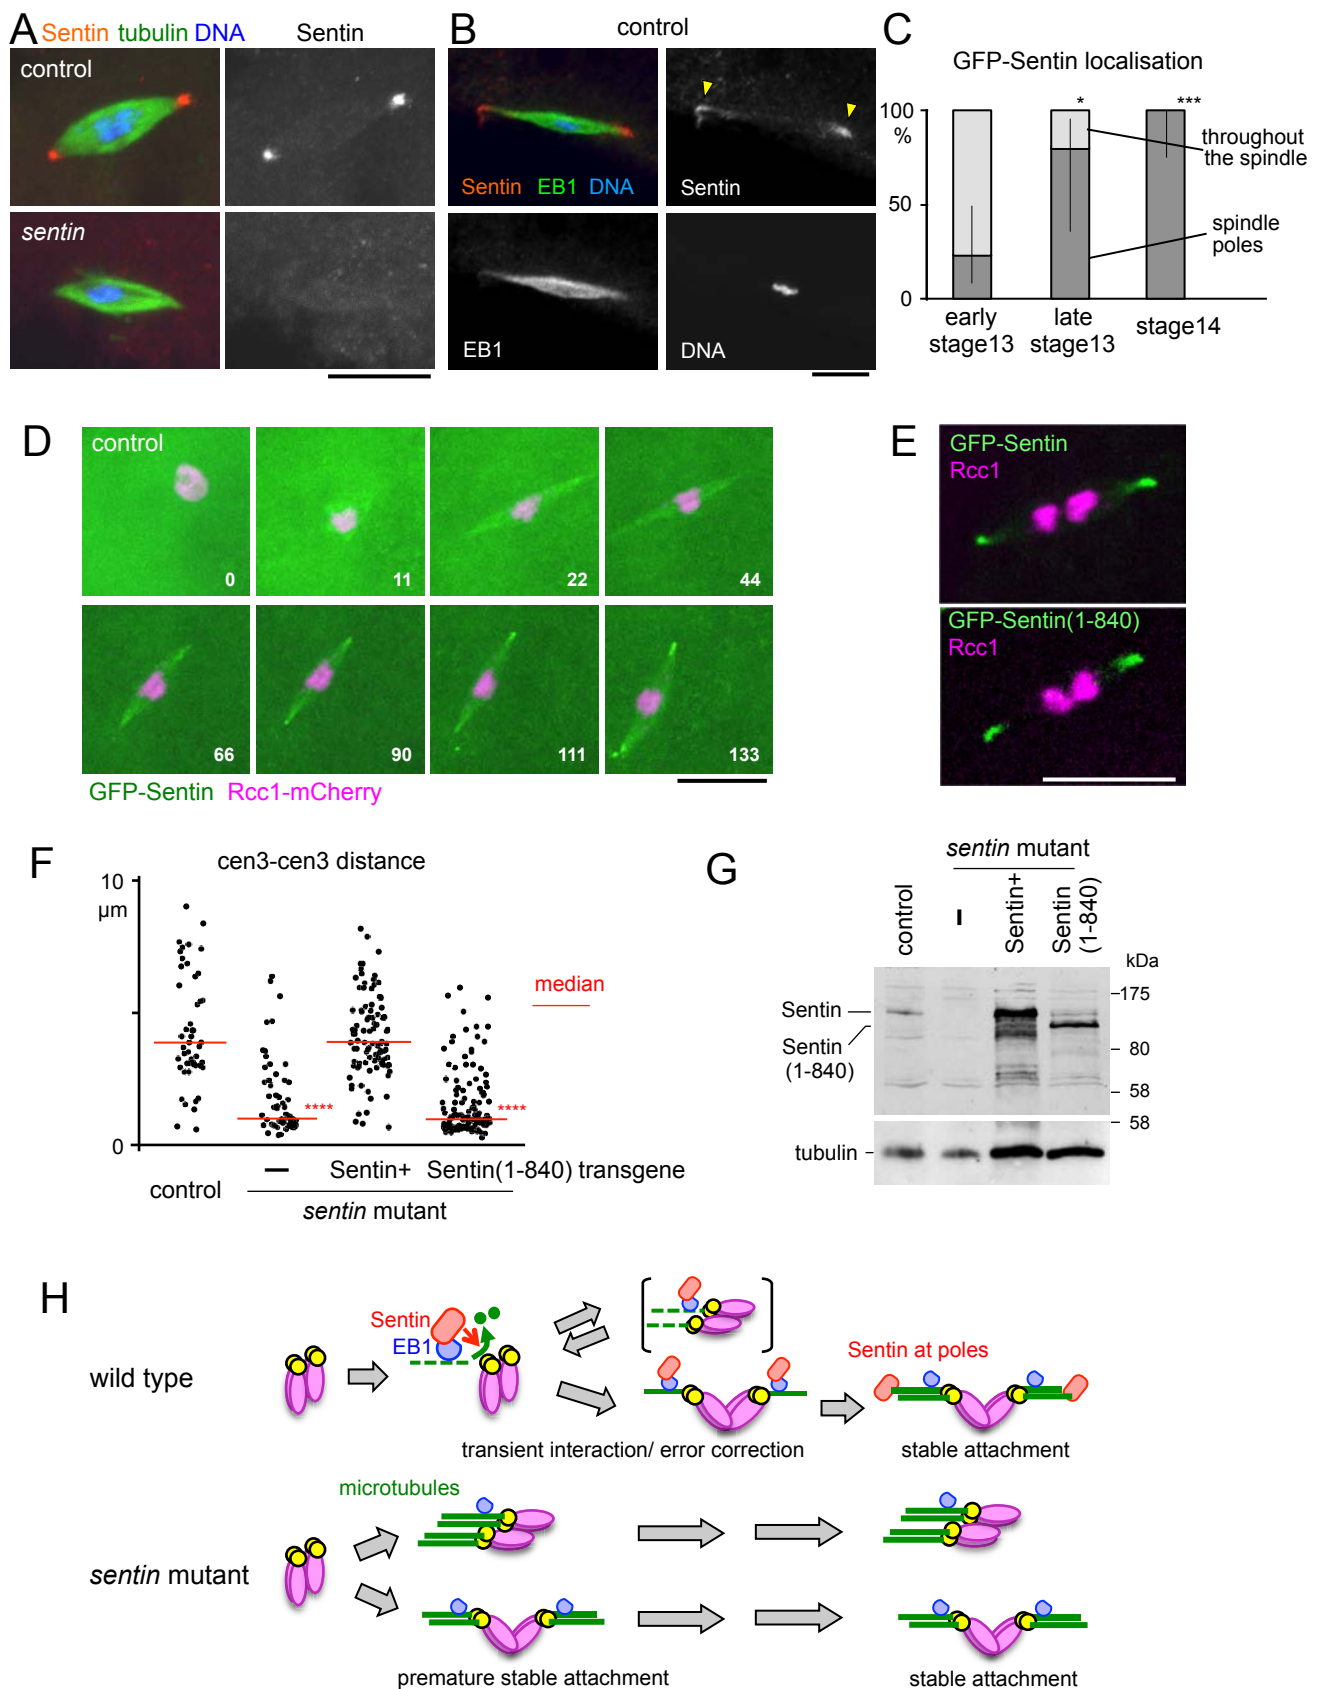 A
Sentin tubulin DNA
Sentin
control
sentin
B
control
Sentin EB1 DNA
Sentin
EB1
DNA
C
GFP-Sentin localisation
100
%
50
0
*
***
throughout
the spindle
spindle
poles
early
stage13
late
stage13
stage14
D
control
0
11
22
44
66
90
111
133
GFP-Sentin Rcc1-mCherry
E
GFP-Sentin
Rcc1
GFP-Sentin(1-840)
Rcc1
F
cen3-cen3 distance
10
µm
0
median
****
****
control
– Sentin+ Sentin(1-840) transgene
sentin mutant
G
sentin mutant
control
–
Sentin+
Sentin
(1-840)
kDa
175
80
58
58
Sentin
Sentin
(1-840)
tubulin
H
wild type
Sentin
EB1
Sentin at poles
transient interaction/ error correction
stable attachment
microtubules
sentin mutant
premature stable attachment
stable attachment